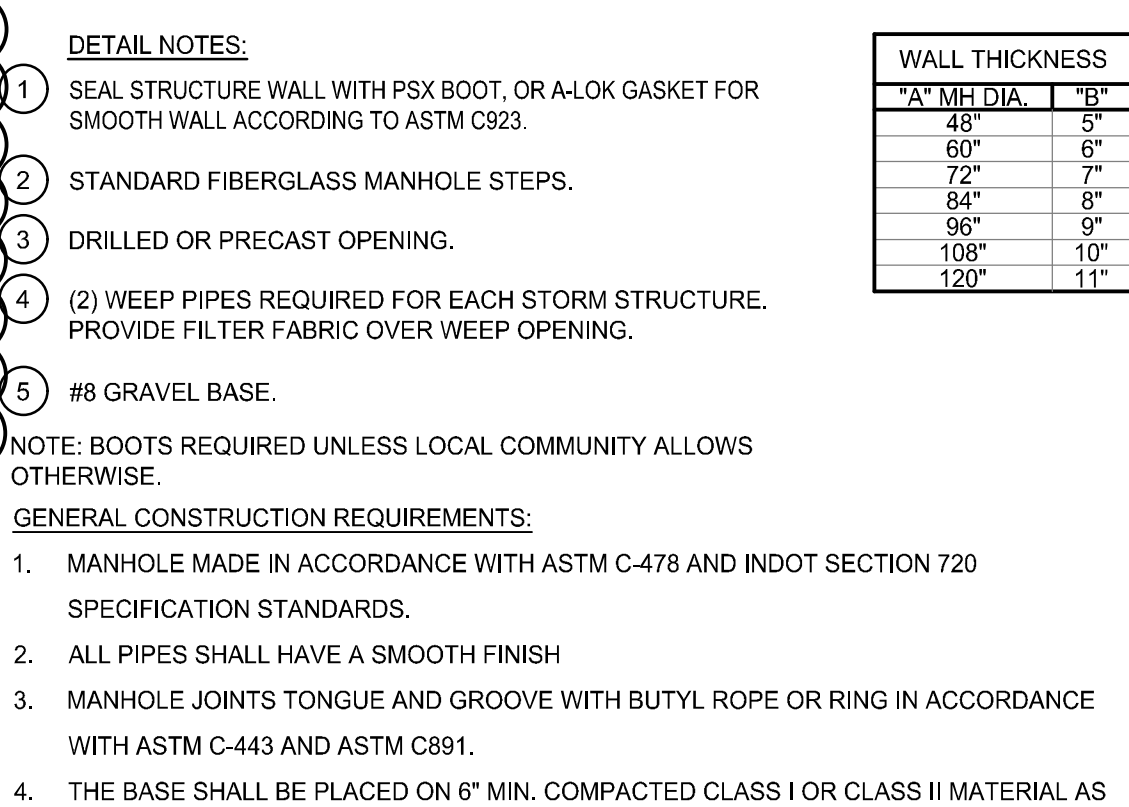 DETAIL NOTES:
1 SEAL STRUCTURE WALL WITH PSX BOOT, OR A-LOK GASKET FOR
SMOOTH WALL ACCORDING TO ASTM C923.
2 STANDARD FIBERGLASS MANHOLE STEPS.
3 DRILLED OR PRECAST OPENING.
4 (2) WEEP PIPES REQUIRED FOR EACH STORM STRUCTURE.
PROVIDE FILTER FABRIC OVER WEEP OPENING.
5 #8 GRAVEL BASE.
NOTE: BOOTS REQUIRED UNLESS LOCAL COMMUNITY ALLOWS
OTHERWISE.
WALL THICKNESS
"A" MH DIA. "B"
48" 5"
60" 6"
72" 7"
84" 8"
96" 9"
108" 10"
120" 11"
GENERAL CONSTRUCTION REQUIREMENTS:
1. MANHOLE MADE IN ACCORDANCE WITH ASTM C-478 AND INDOT SECTION 720
SPECIFICATION STANDARDS.
2. ALL PIPES SHALL HAVE A SMOOTH FINISH
3. MANHOLE JOINTS TONGUE AND GROOVE WITH BUTYL ROPE OR RING IN ACCORDANCE
WITH ASTM C-443 AND ASTM C891.
4. THE BASE SHALL BE PLACED ON 6" MIN. COMPACTED CLASS I OR CLASS II MATERIAL AS